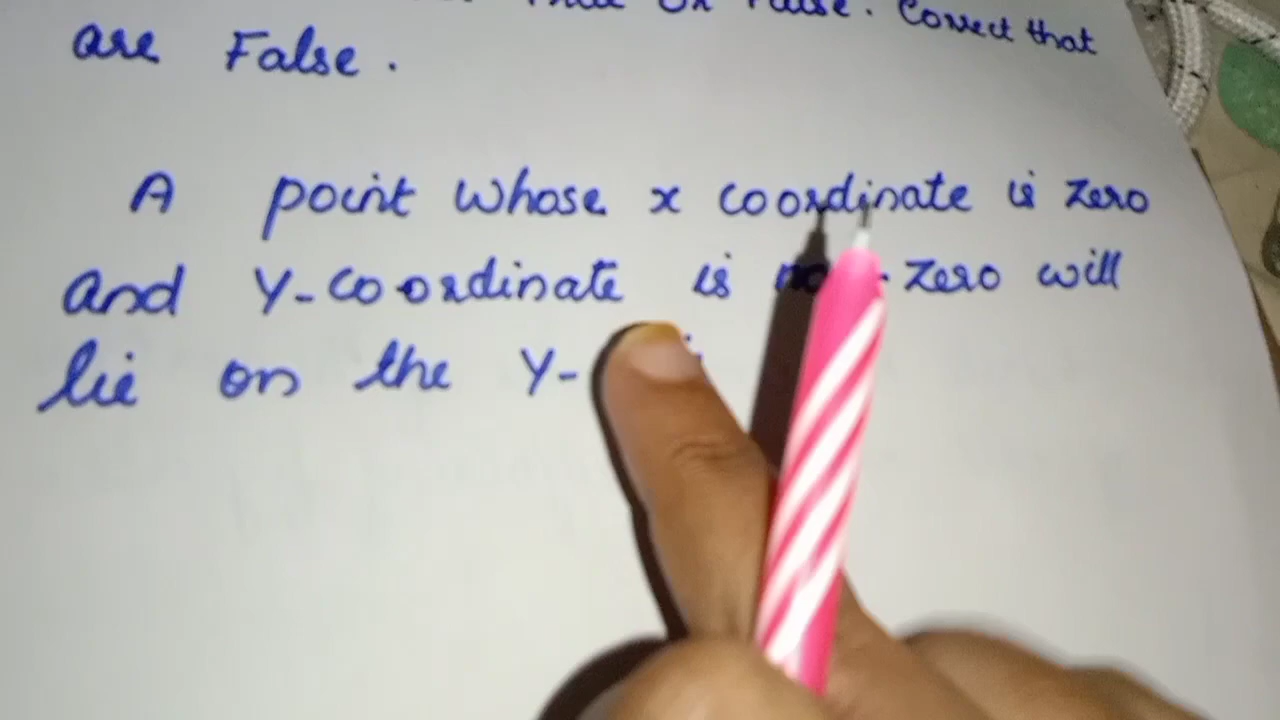 or False. Correct that
are False.
A point whose x coordinate is zero
and Y-coordinate is -zero will
lie on the Y-